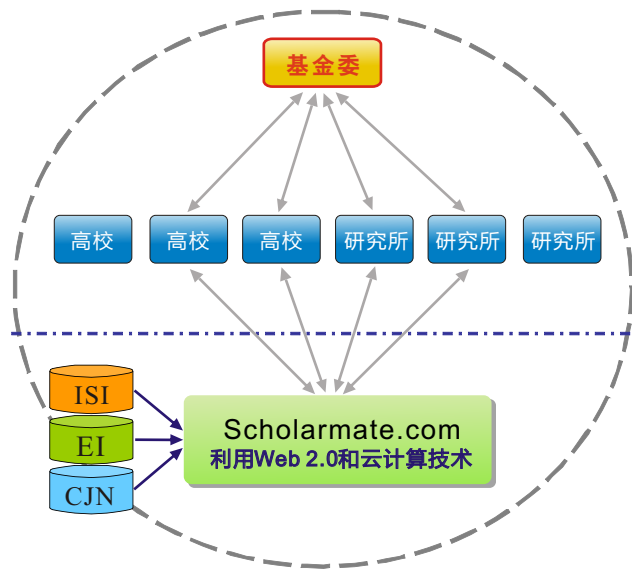 基金委
高校
高校
高校
研究所
研究所
研究所
ISI
EI
CJN
Scholarmate.com
利用Web 2.0和云计算技术